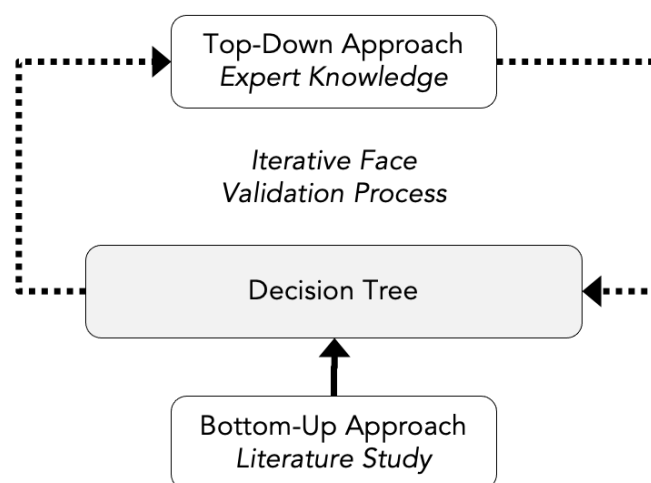 Top-Down Approach
Expert Knowledge
Iterative Face
Validation Process
Decision Tree
Bottom-Up Approach
Literature Study